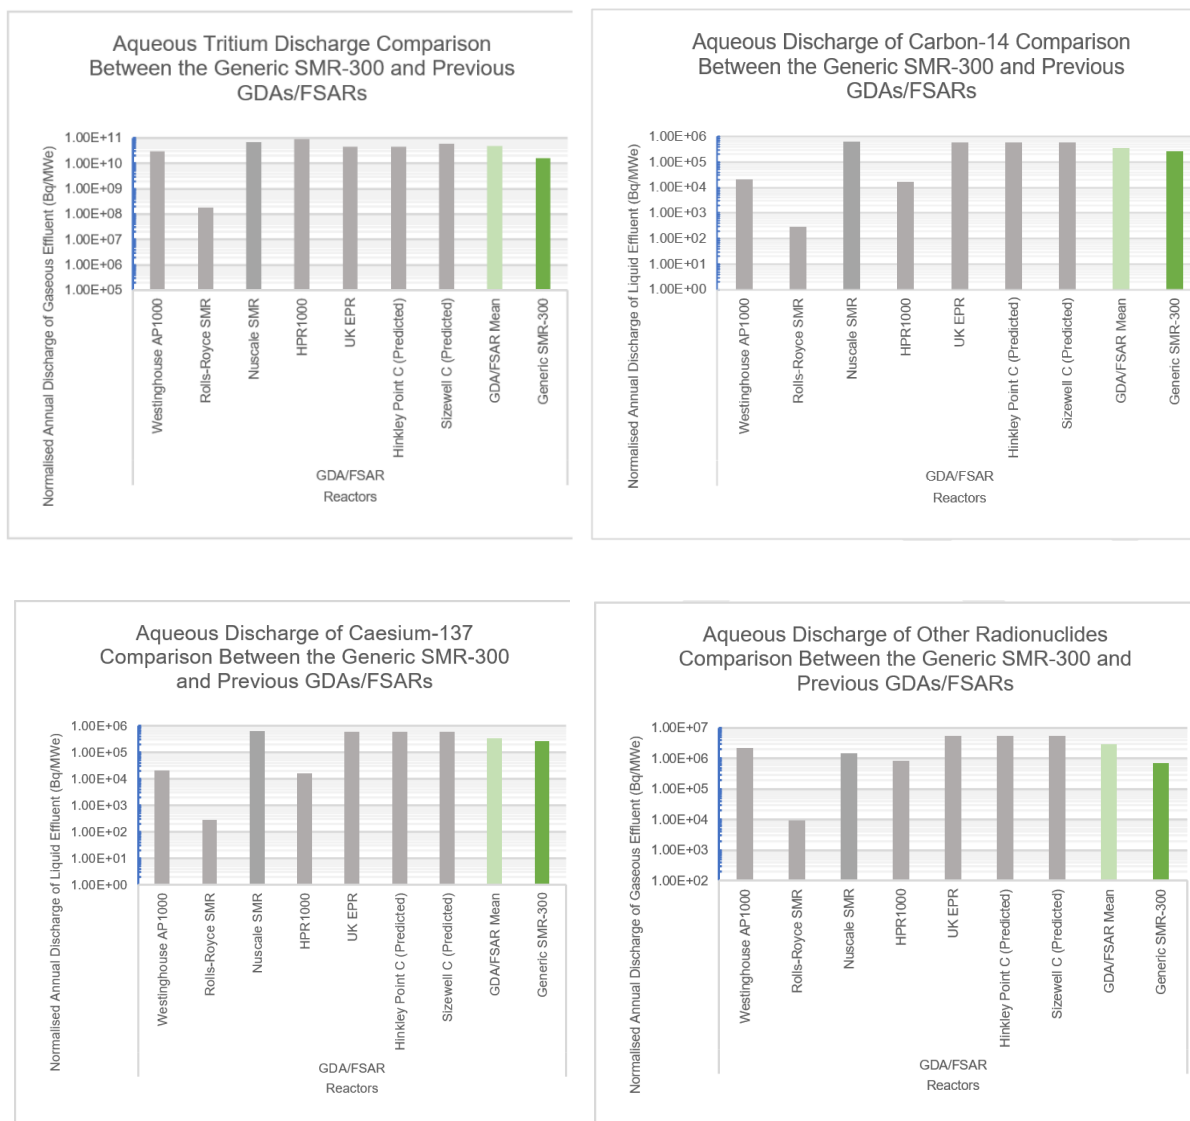 Aqueous Tritium Discharge Comparison
Between the Generic SMR-300 and Previous
GDAs/FSARs
Normalised Annual Discharge of Gaseous Effluent (Bq/MWe)
1.00E+11
1.00E+10
1.00E+09
1.00E+08
1.00E+07
1.00E+06
1.00E+05
Westinghouse AP1000
Rolls-Royce SMR
Nuscale SMR
HPR1000
UK EPR
Hinkley Point C (Predicted)
Sizewell C (Predicted)
GDA/FSAR Mean
Generic SMR-300
GDA/FSAR
Reactors
Aqueous Discharge of Carbon-14 Comparison
Between the Generic SMR-300 and Previous
GDAs/FSARs
Normalised Annual Discharge of Liquid Effluent (Bq/MWe)
1.00E+06
1.00E+05
1.00E+04
1.00E+03
1.00E+02
1.00E+01
1.00E+00
Westinghouse AP1000
Rolls-Royce SMR
Nuscale SMR
HPR1000
UK EPR
Hinkley Point C (Predicted)
Sizewell C (Predicted)
GDA/FSAR Mean
Generic SMR-300
GDA/FSAR
Reactors
Aqueous Discharge of Caesium-137
Comparison Between the Generic SMR-300
and Previous GDAs/FSARs
Normalised Annual Discharge of Liquid Effluent (Bq/MWe)
1.00E+06
1.00E+05
1.00E+04
1.00E+03
1.00E+02
1.00E+01
1.00E+00
Westinghouse AP1000
Rolls-Royce SMR
Nuscale SMR
HPR1000
UK EPR
Hinkley Point C (Predicted)
Sizewell C (Predicted)
GDA/FSAR Mean
Generic SMR-300
GDA/FSAR
Reactors
Aqueous Discharge of Other Radionuclides
Comparison Between the Generic SMR-300 and
Previous GDAs/FSARs
Normalised Annual Discharge of Gaseous Effluent (Bq/MWe)
1.00E+07
1.00E+06
1.00E+05
1.00E+04
1.00E+03
1.00E+02
Westinghouse AP1000
Rolls-Royce SMR
Nuscale SMR
HPR1000
UK EPR
Hinkley Point C (Predicted)
Sizewell C (Predicted)
GDA/FSAR Mean
Generic SMR-300
GDA/FSAR
Reactors